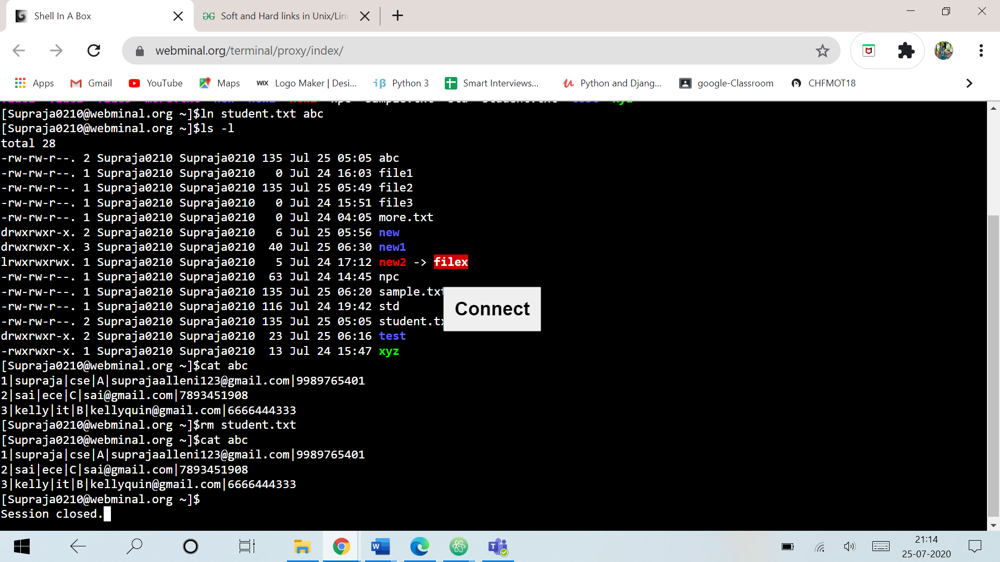 Shell In A Box
Soft and Hard links in Unix/Lin
webminal.org/terminal/proxy/index/
Apps Gmail YouTube Maps WIX Logo Maker | Desi... iβ Python 3 Smart Interviews... Python and Djang... google-Classroom CHFMOT18
[Supraja0210@webminal.org ~]$ln student.txt abc
[Supraja0210@webminal.org ~]$ls -l
total 28
-rw-rw-r--. 2 Supraja0210 Supraja0210 135 Jul 25 05:05 abc
-rw-rw-r--. 1 Supraja0210 Supraja0210   0 Jul 24 16:03 file1
-rw-rw-r--. 1 Supraja0210 Supraja0210 135 Jul 25 05:49 file2
-rw-rw-r--. 1 Supraja0210 Supraja0210   0 Jul 24 15:51 file3
-rw-rw-r--. 1 Supraja0210 Supraja0210   0 Jul 24 04:05 more.txt
drwxrwxr-x. 2 Supraja0210 Supraja0210   6 Jul 25 05:56 new
drwxrwxr-x. 3 Supraja0210 Supraja0210  40 Jul 25 06:30 new1
lrwxrwxrwx. 1 Supraja0210 Supraja0210   5 Jul 24 17:12 new2 -> filex
-rw-rw-r--. 1 Supraja0210 Supraja0210  63 Jul 24 14:45 npc
-rw-rw-r--. 1 Supraja0210 Supraja0210 135 Jul 25 06:20 sample.txt
-rw-rw-r--. 1 Supraja0210 Supraja0210 116 Jul 24 19:42 std
Connect
-rw-rw-r--. 2 Supraja0210 Supraja0210 135 Jul 25 05:05 student.tx
drwxrwxr-x. 2 Supraja0210 Supraja0210  23 Jul 25 06:16 test
-rwxrwxr-x. 1 Supraja0210 Supraja0210  13 Jul 24 15:47 xyz
[Supraja0210@webminal.org ~]$cat abc
1|supraja|cse|A|suprajaalleni123@gmail.com|9989765401
2|sai|ece|C|sai@gmail.com|7893451908
3|kelly|it|B|kellyquin@gmail.com|6666444333
[Supraja0210@webminal.org ~]$rm student.txt
[Supraja0210@webminal.org ~]$cat abc
1|supraja|cse|A|suprajaalleni123@gmail.com|9989765401
2|sai|ece|C|sai@gmail.com|7893451908
3|kelly|it|B|kellyquin@gmail.com|6666444333
[Supraja0210@webminal.org ~]$
Session closed.
21:14
25-07-2020